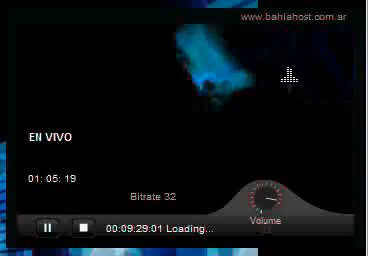 www.bahiahost.com.ar
EN VIVO
01: 05: 19
Bitrate 32
Volume
00:09:29:01 Loading...